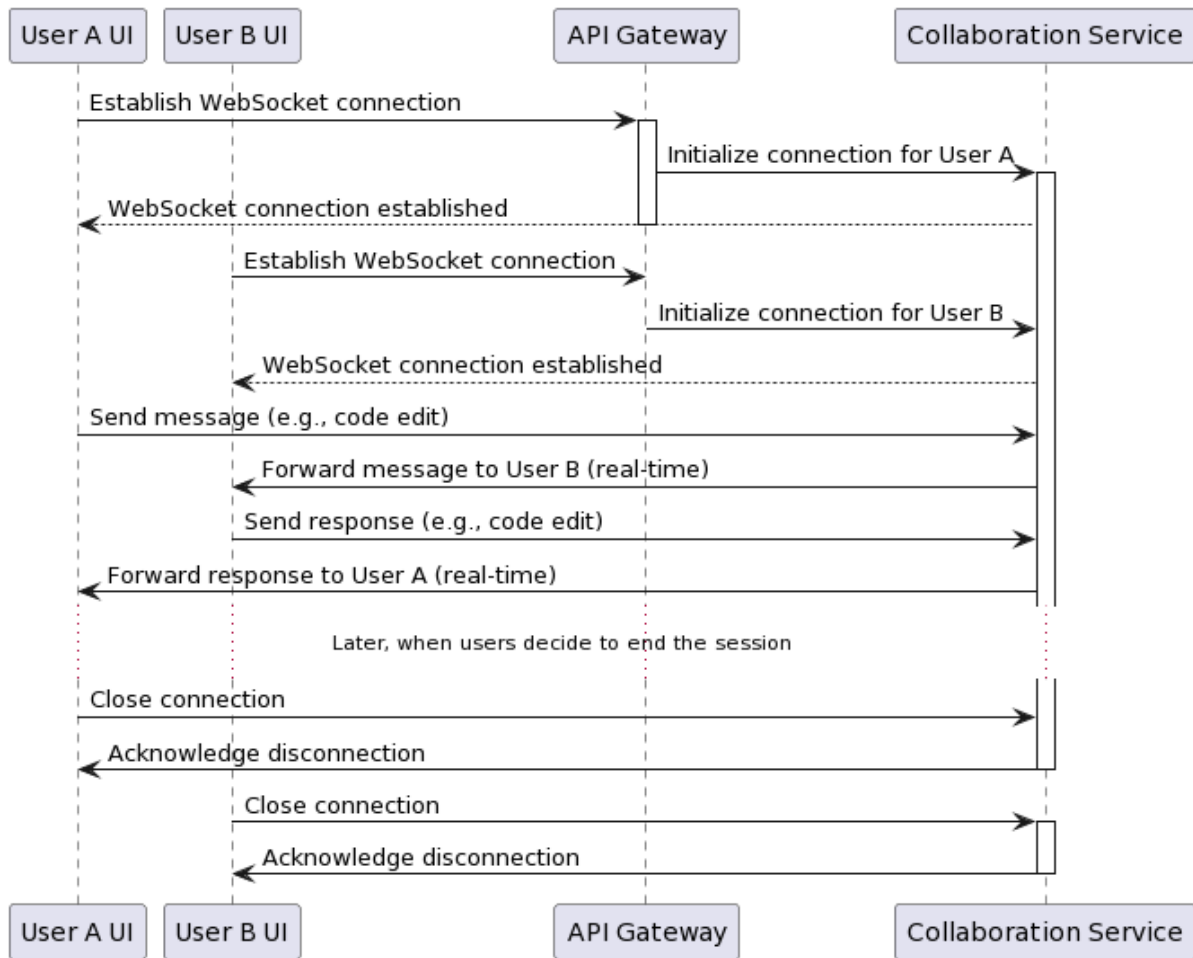 User A UI
User B UI
API Gateway
Collaboration Service
Establish WebSocket connection
Initialize connection for User A
WebSocket connection established
Establish WebSocket connection
Initialize connection for User B
WebSocket connection established
Send message (e.g., code edit)
Forward message to User B (real-time)
Send response (e.g., code edit)
Forward response to User A (real-time)
Later, when users decide to end the session
Close connection
Acknowledge disconnection
Close connection
Acknowledge disconnection
User A UI
User B UI
API Gateway
Collaboration Service